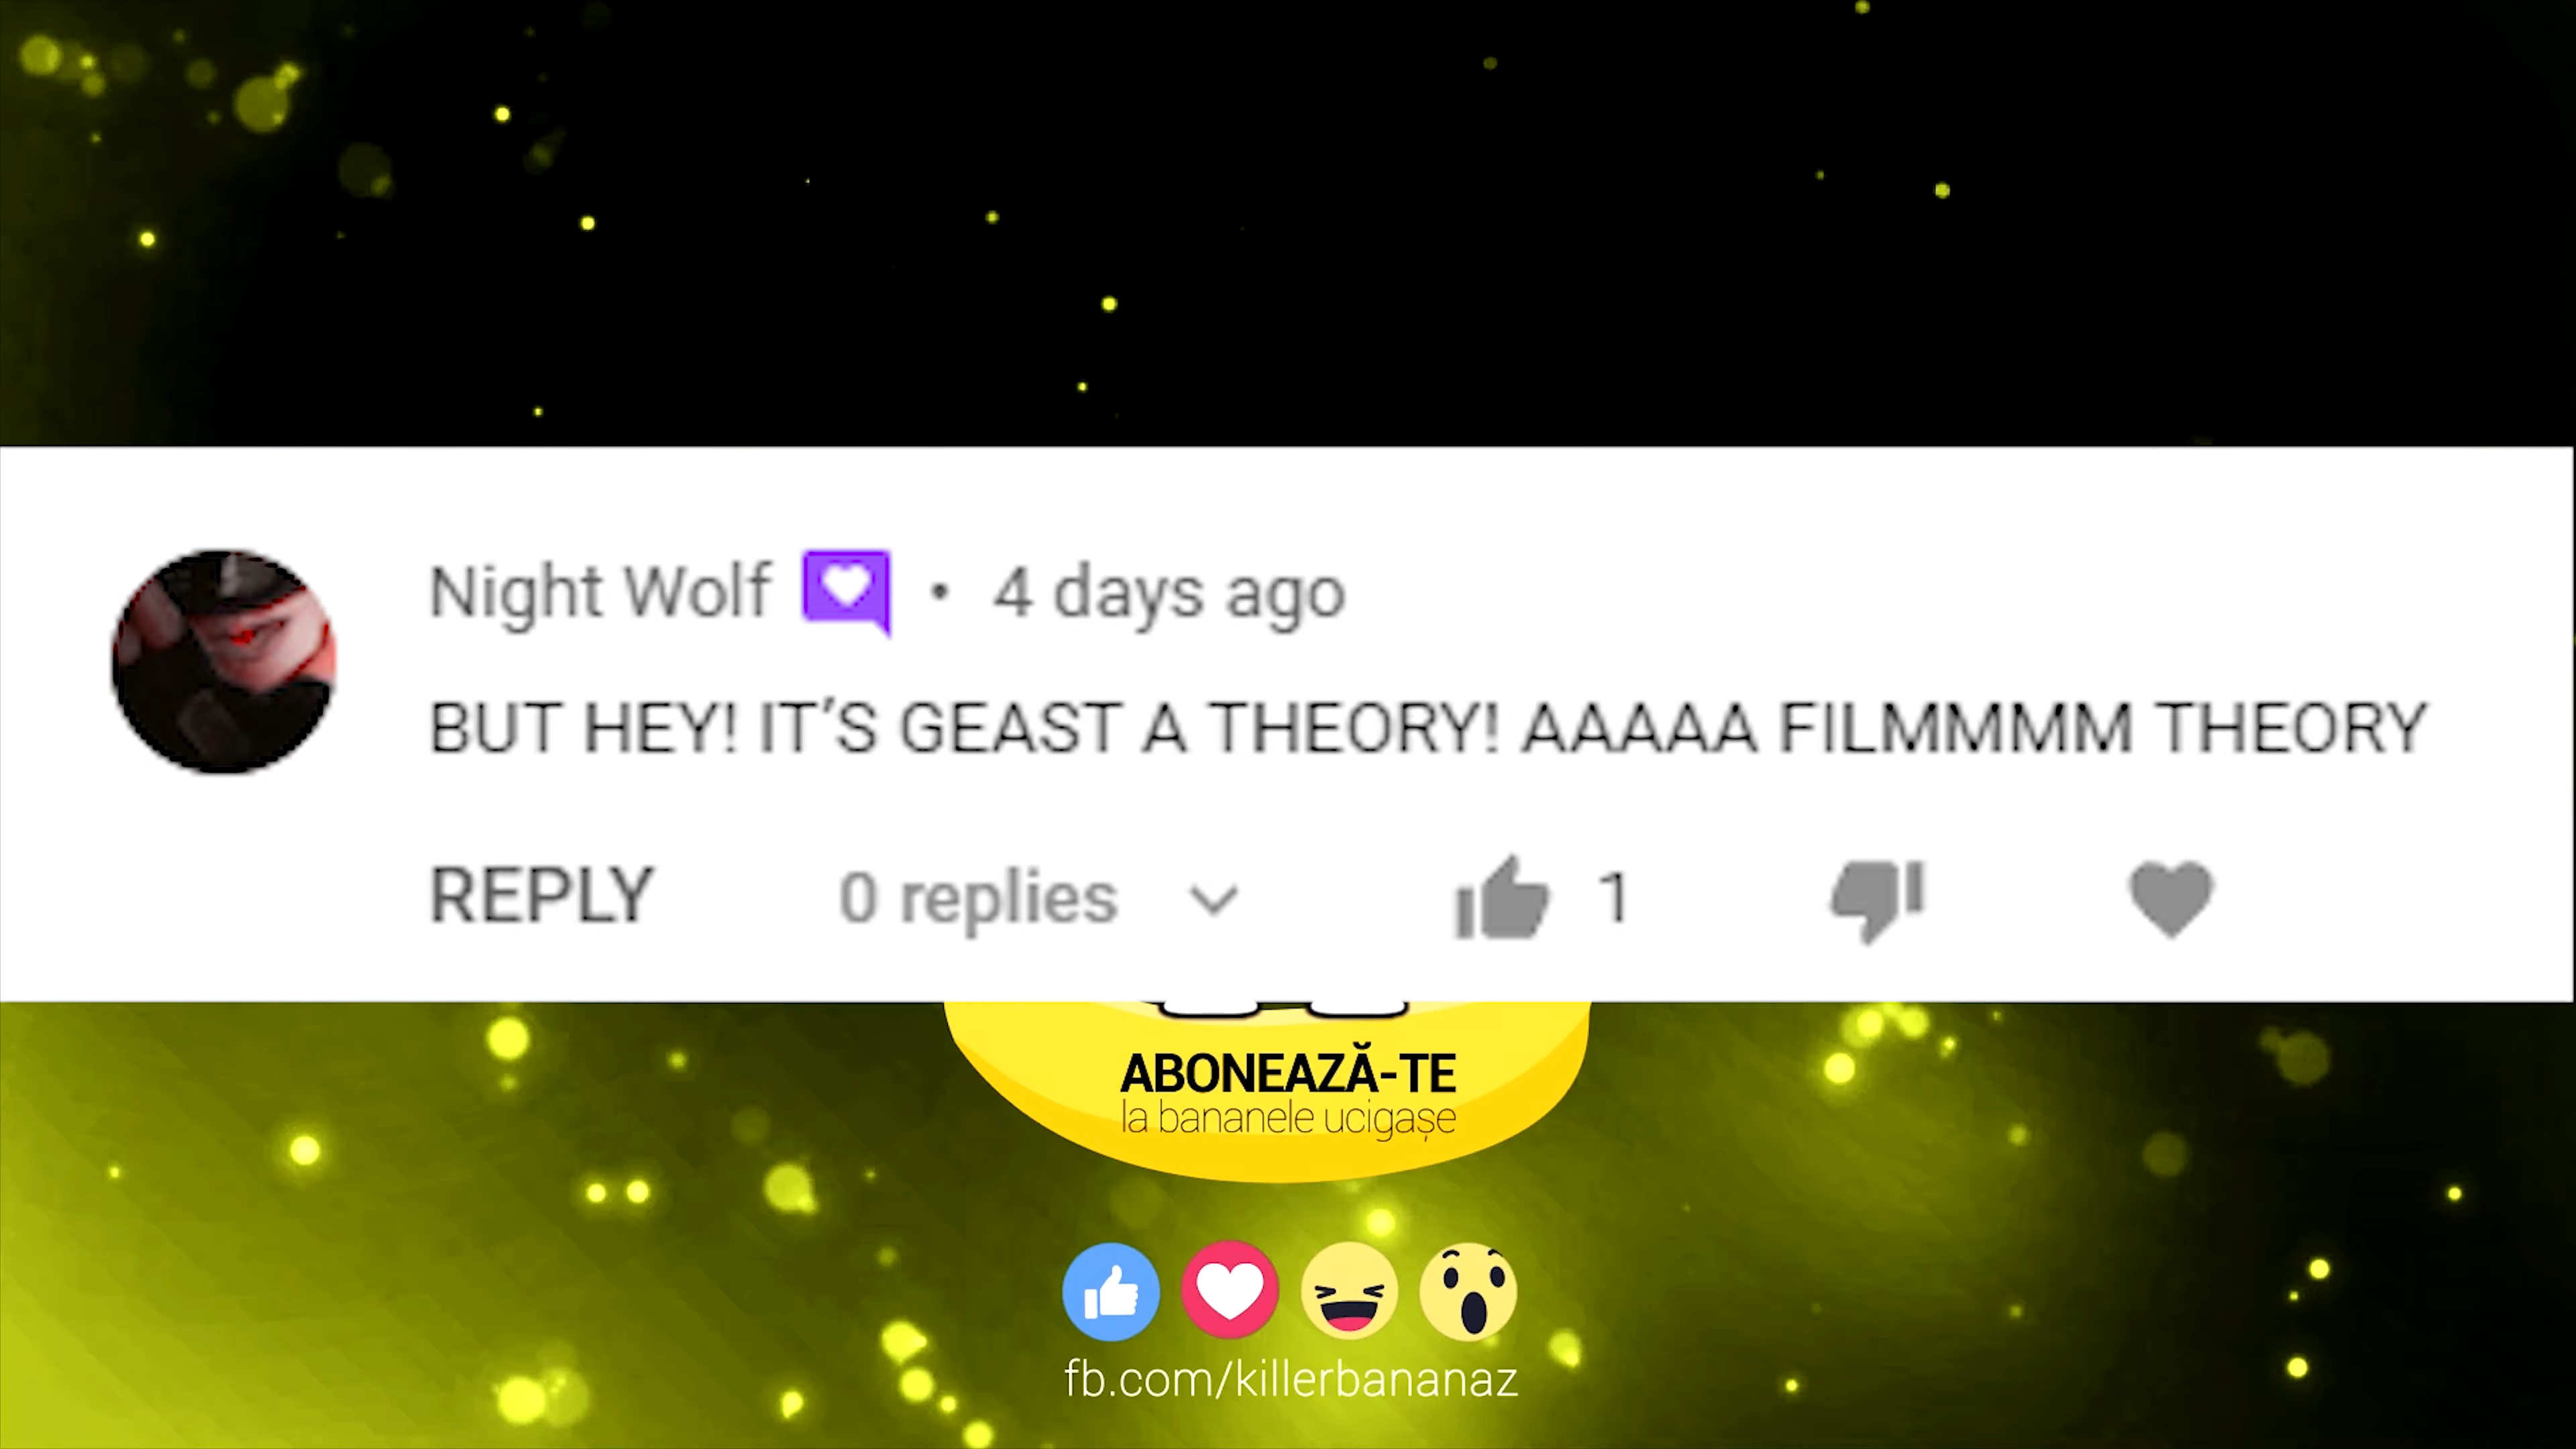 Night Wolf • 4 days ago
BUT HEY! IT'S GEAST A THEORY! AAAAA FILMMMM THEORY
REPLY 0 replies 1
ABONEAZĂ-TE
la bananele ucigașe
fb.com/killerbananaz